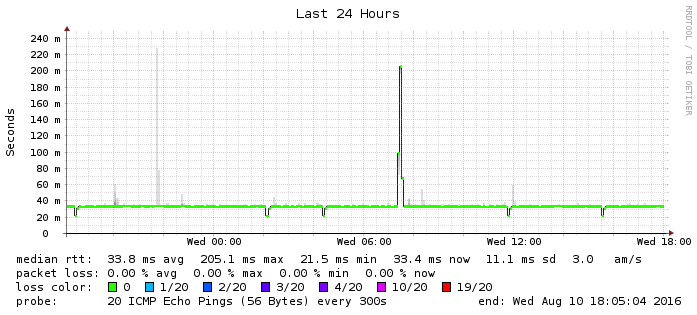 Last 24 Hours
RRDTOOL / TOBI OETIKER
Seconds
240 m
220 m
200 m
180 m
160 m
140 m
120 m
100 m
80 m
60 m
40 m
20 m
0
Wed 00:00 Wed 06:00 Wed 12:00 Wed 18:00
median rtt: 33.8 ms avg 205.1 ms max 21.5 ms min 33.4 ms now 11.1 ms sd 3.0 am/s
packet loss: 0.00 % avg 0.00 % max 0.00 % min 0.00 % now
loss color: 0 1/20 2/20 3/20 4/20 10/20 19/20
probe: 20 ICMP Echo Pings (56 Bytes) every 300s end: Wed Aug 10 18:05:04 2016